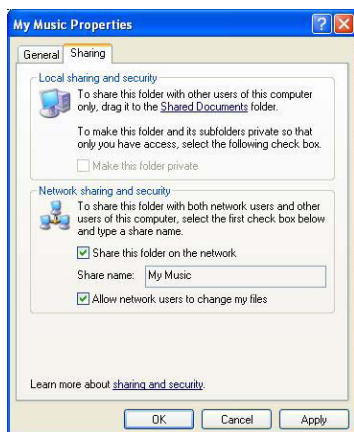 My Music Properties
General Sharing
Local sharing and security
To share this folder with other users of this computer
only, drag it to the Shared Documents folder.
To make this folder and its subfolders private so that
only you have access, select the following check box.
Make this folder private
Network sharing and security
To share this folder with both network users and other
users of this computer, select the first check box below
and type a share name.
Share this folder on the network
Share name: My Music
Allow network users to change my files
Learn more about sharing and security.
OK Cancel Apply